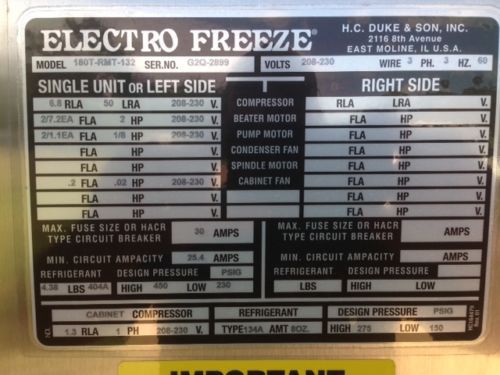 ELECTRO FREEZE®
H.C. DUKE & SON, INC.
2116 8th Avenue
EAST MOLINE, IL U.S.A.
MODEL 180T-RMT-132 SER.NO. G2Q-2899 VOLTS 208-230 WIRE 3 PH. 3 HZ. 60
SINGLE UNIT OR LEFT SIDE RIGHT SIDE
6.8 RLA 50 LRA 208-230 V. COMPRESSOR RLA LRA V.
2/7.2EA FLA 2 HP 208-230 V. BEATER MOTOR FLA HP V.
2/1.1EA FLA 1/8 HP 208-230 V. PUMP MOTOR FLA HP V.
FLA HP V. CONDENSER FAN FLA HP V.
FLA HP V. SPINDLE MOTOR FLA HP V.
.2 FLA .02 HP 208-230 V. CABINET FAN FLA HP V.
FLA HP V. FLA HP V.
FLA HP V. FLA HP V.
MAX. FUSE SIZE OR HACR TYPE CIRCUIT BREAKER 30 AMPS MAX. FUSE SIZE OR HACR TYPE CIRCUIT BREAKER AMPS
MIN. CIRCUIT AMPACITY 25.4 AMPS MIN. CIRCUIT AMPACITY AMPS
REFRIGERANT DESIGN PRESSURE PSIG REFRIGERANT DESIGN PRESSURE
4.38 LBS 404A HIGH 450 LOW 230 LBS HIGH LOW
CABINET COMPRESSOR REFRIGERANT DESIGN PRESSURE PSIG
NO. 1.3 RLA 1 PH 208-230 V. TYPE 134A AMT 8OZ. HIGH 275 LOW 150
IMPORTANT